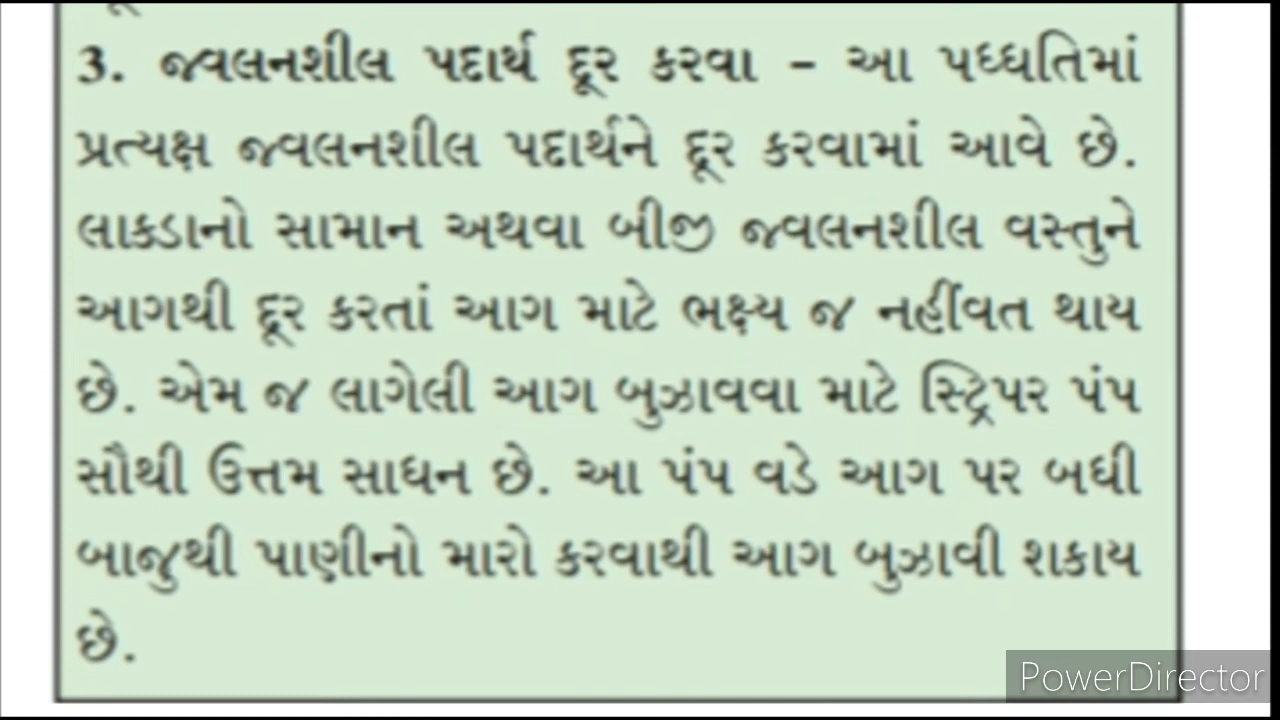 3. જ્વલનશીલ પદાર્થ દૂર કરવા – આ પધ્ધતિમાં
પ્રત્યક્ષ જ્વલનશીલ પદાર્થને દૂર કરવામાં આવે છે.
લાકડાનો સામાન અથવા બીજી જ્વલનશીલ વસ્તુને
આગથી દૂર કરતાં આગ માટે ભક્ષ્ય જ નહીંવત થાય
છે. એમ જ લાગેલી આગ બુઝાવવા માટે સ્ટ્રિપર પંપ
સૌથી ઉત્તમ સાધન છે. આ પંપ વડે આગ પર બધી
બાજુથી પાણીનો મારો કરવાથી આગ બુઝાવી શકાય
છે.
PowerDirector